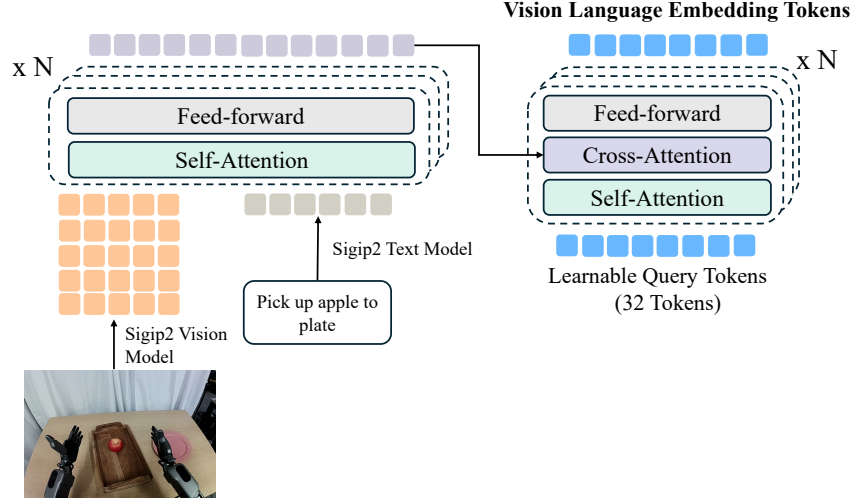 Vision Language Embedding Tokens
x N
x N
Feed-forward
Self-Attention
Feed-forward
Cross-Attention
Self-Attention
Sigip2 Text Model
Pick up apple to
plate
Learnable Query Tokens
(32 Tokens)
Sigip2 Vision
Model